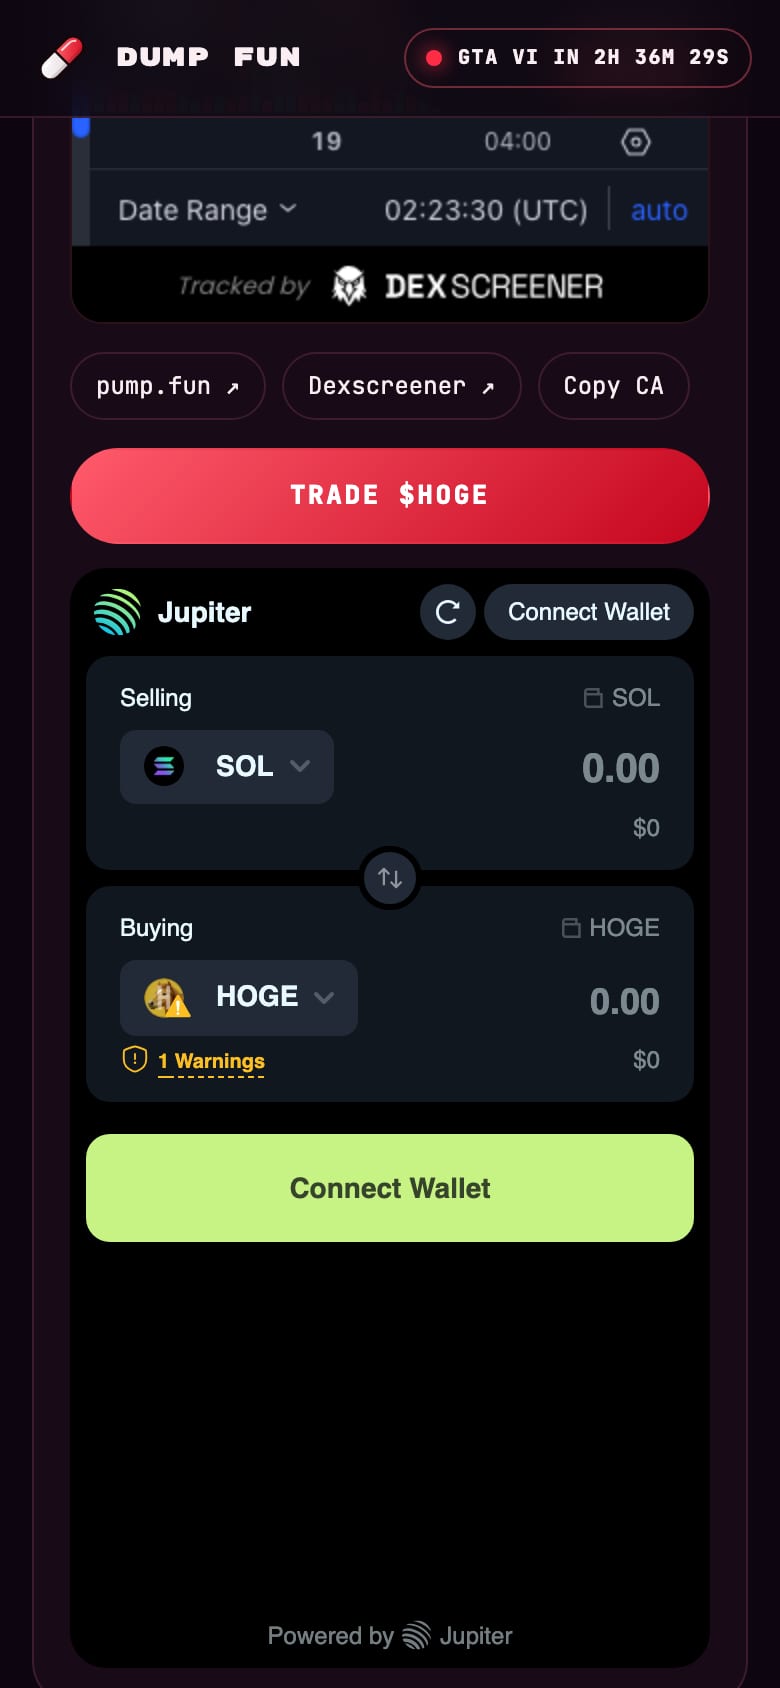 DUMP FUN
GTA VI IN 2H 36M 29S
19 04:00
Date Range 02:23:30 (UTC) auto
Tracked by DEXSCREENER
pump.fun ↗ Dexscreener ↗ Copy CA
TRADE $HOGE
Jupiter Connect Wallet
Selling SOL
SOL 0.00
$0
Buying HOGE
HOGE 0.00
1 Warnings $0
Connect Wallet
Powered by Jupiter